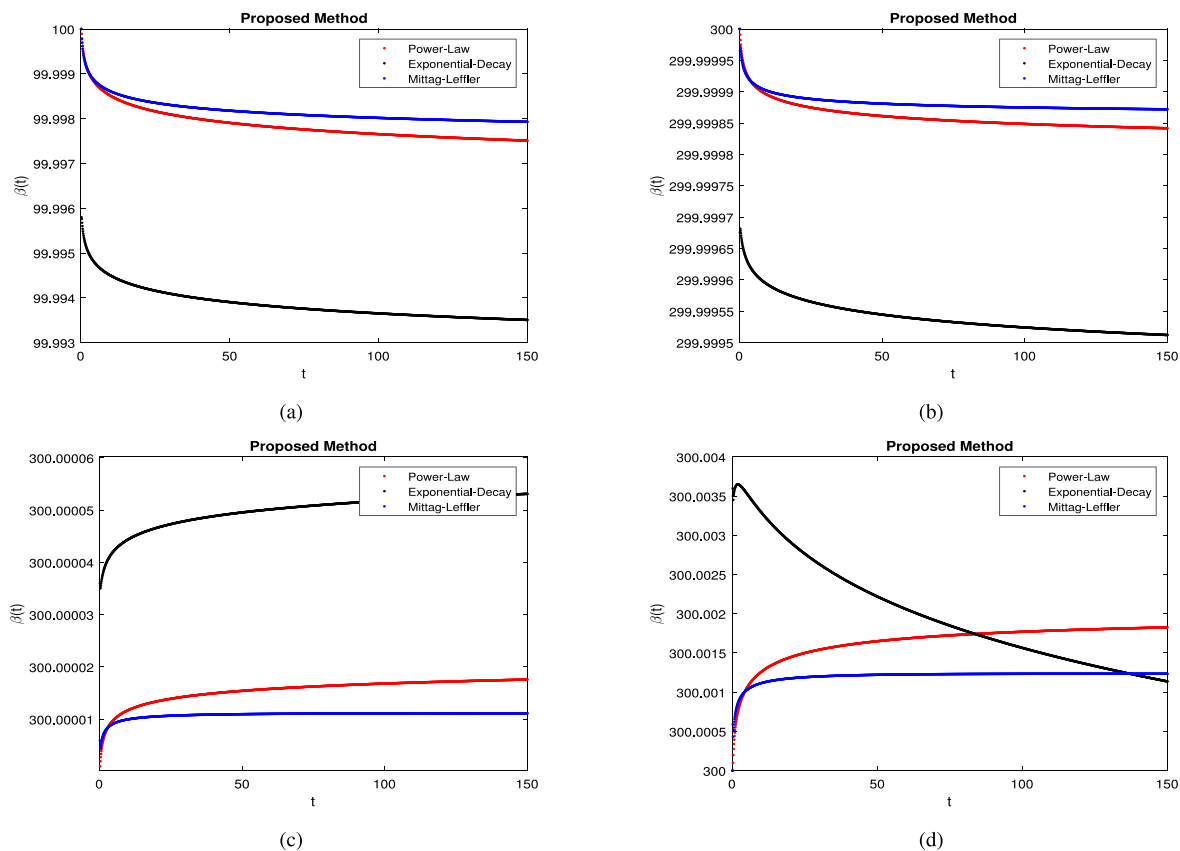 Proposed Method
100
99.999
99.998
99.997
99.996
99.995
99.994
99.993
β(t)
0
50
100
150
t
Power-Law
Exponential-Decay
Mittag-Leffler
(a)
Proposed Method
300
299.99995
299.9999
299.99985
299.9998
299.99975
299.9997
299.99965
299.9996
299.99955
299.9995
β(t)
0
50
100
150
t
Power-Law
Exponential-Decay
Mittag-Leffler
(b)
Proposed Method
300.00006
300.00005
300.00004
300.00003
300.00002
300.00001
β(t)
0
50
100
150
t
Power-Law
Exponential-Decay
Mittag-Leffler
(c)
Proposed Method
300.004
300.0035
300.003
300.0025
300.002
300.0015
300.001
300.0005
300
β(t)
0
50
100
150
t
Power-Law
Exponential-Decay
Mittag-Leffler
(d)